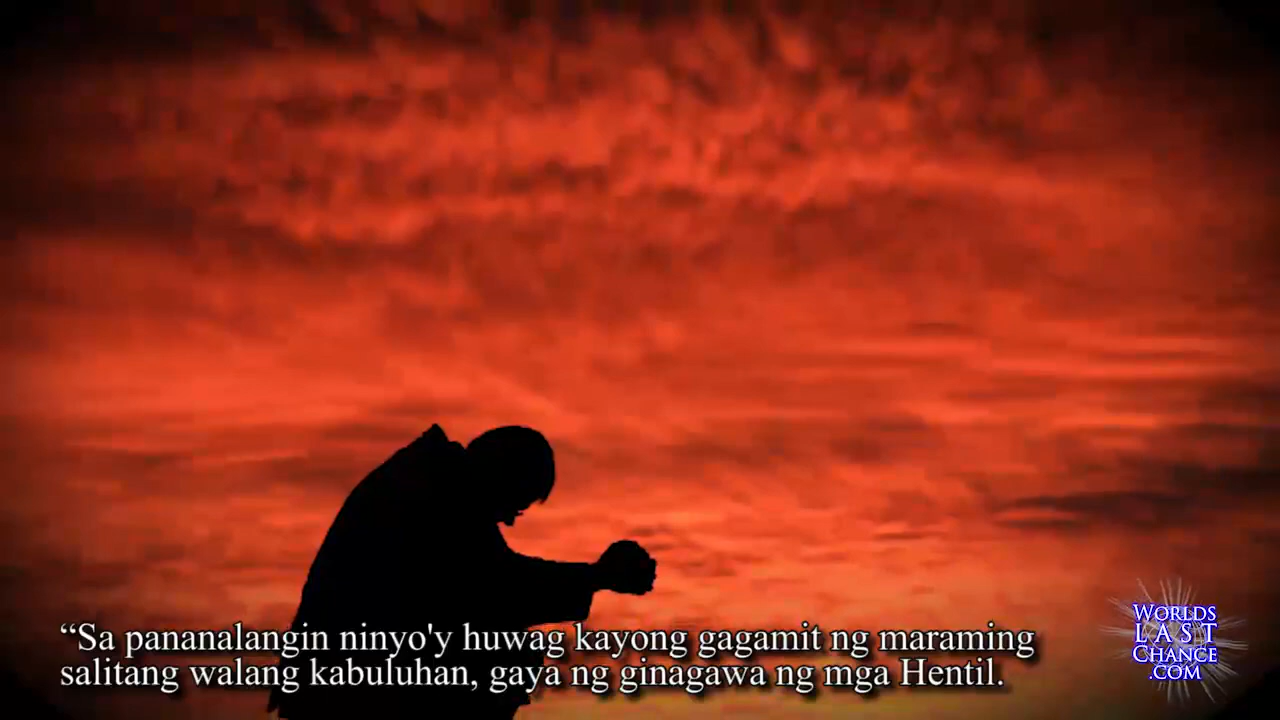 “Sa pananalangin ninyo'y huwag kayong gagamit ng maraming
salitang walang kabuluhan, gaya ng ginagawa ng mga Hentil.
WORLDS
LAST
CHANCE
.COM